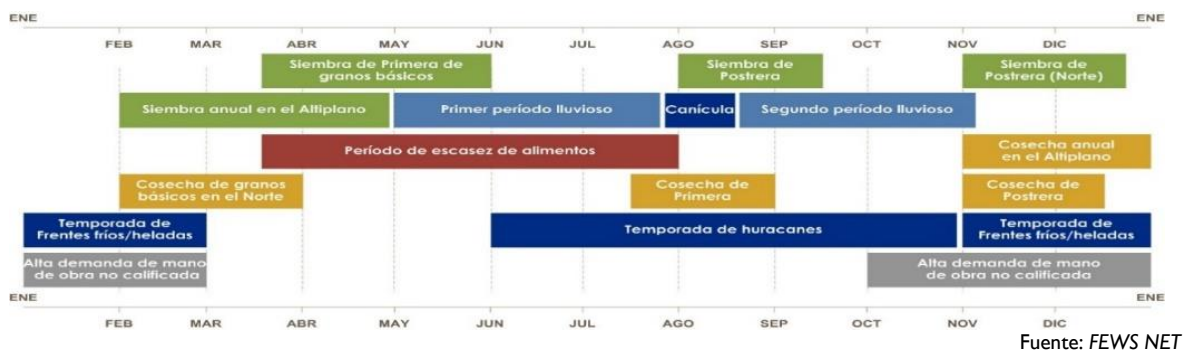 ENE ENE
FEB MAR ABR MAY JUN JUL AGO SEP OCT NOV DIC
Siembra de Primera de
granos básicos
Siembra de
Postrera
Siembra de
Postrera (Norte)
Siembra anual en el Altiplano
Primer período lluvioso
Canícula
Segundo período lluvioso
Período de escasez de alimentos
Cosecha anual
en el Altiplano
Cosecha de granos
básicos en el Norte
Cosecha de
Primera
Cosecha de
Postrera
Temporada de
Frentes fríos/heladas
Temporada de huracanes
Temporada de
Frentes fríos/heladas
Alta demanda de mano
de obra no calificada
Alta demanda de mano
de obra no calificada
ENE ENE
FEB MAR ABR MAY JUN JUL AGO SEP OCT NOV DIC
Fuente: FEWS NET